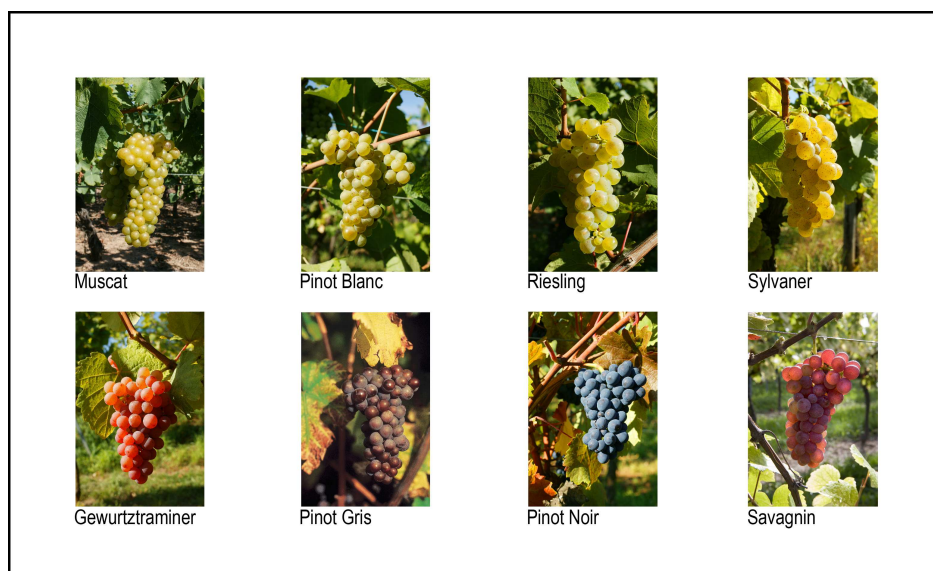 Muscat
Pinot Blanc
Riesling
Sylvaner
Gewurtztraminer
Pinot Gris
Pinot Noir
Savagnin